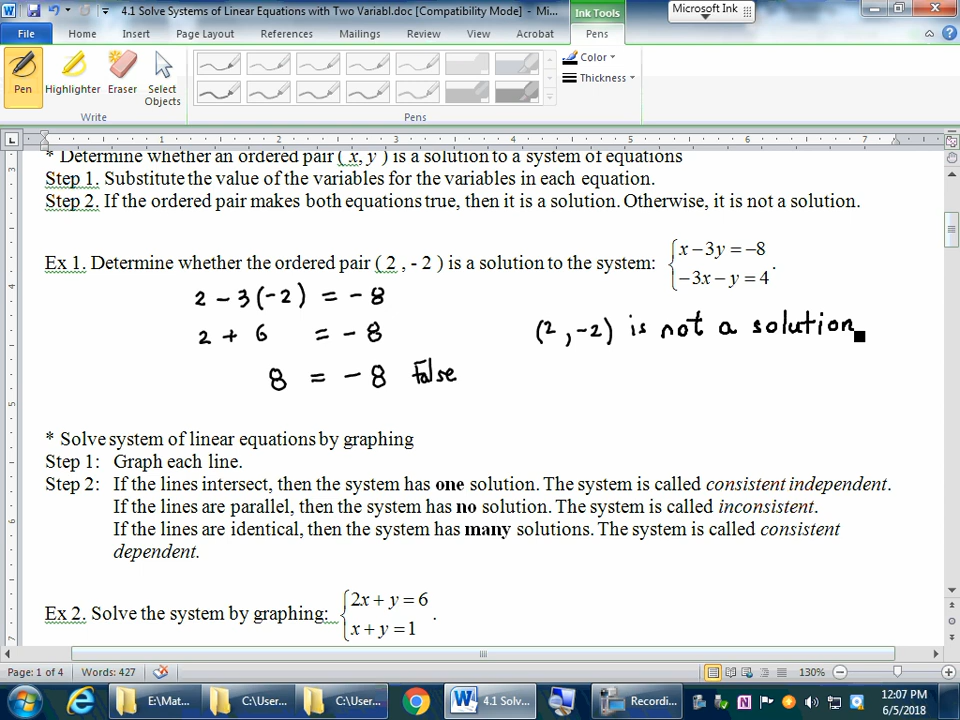 4.1 Solve Systems of Linear Equations with Two Variabl.doc [Compatibility Mode] - Mi...
Ink Tools
Microsoft Ink
File Home Insert Page Layout References Mailings Review View Acrobat Pens
Pen Highlighter Eraser Select Objects
Color
Thickness
Write Pens
1 2 3 4 5 6 7
* Determine whether an ordered pair ( x, y ) is a solution to a system of equations
Step 1. Substitute the value of the variables for the variables in each equation.
Step 2. If the ordered pair makes both equations true, then it is a solution. Otherwise, it is not a solution.
Ex 1. Determine whether the ordered pair ( 2 , - 2 ) is a solution to the system: { x − 3y = −8
−3x − y = 4 .
2 - 3(-2) = - 8
2 + 6 = - 8
(2, -2) is not a solution.
8 = - 8 False
* Solve system of linear equations by graphing
Step 1: Graph each line.
Step 2: If the lines intersect, then the system has one solution. The system is called consistent independent.
If the lines are parallel, then the system has no solution. The system is called inconsistent.
If the lines are identical, then the system has many solutions. The system is called consistent
dependent.
Ex 2. Solve the system by graphing: { 2x + y = 6
x + y = 1 .
Page: 1 of 4 Words: 427 130%
E:\Mat... C:\User... C:\User... 4.1 Solv... Recordi... 12:07 PM
6/5/2018